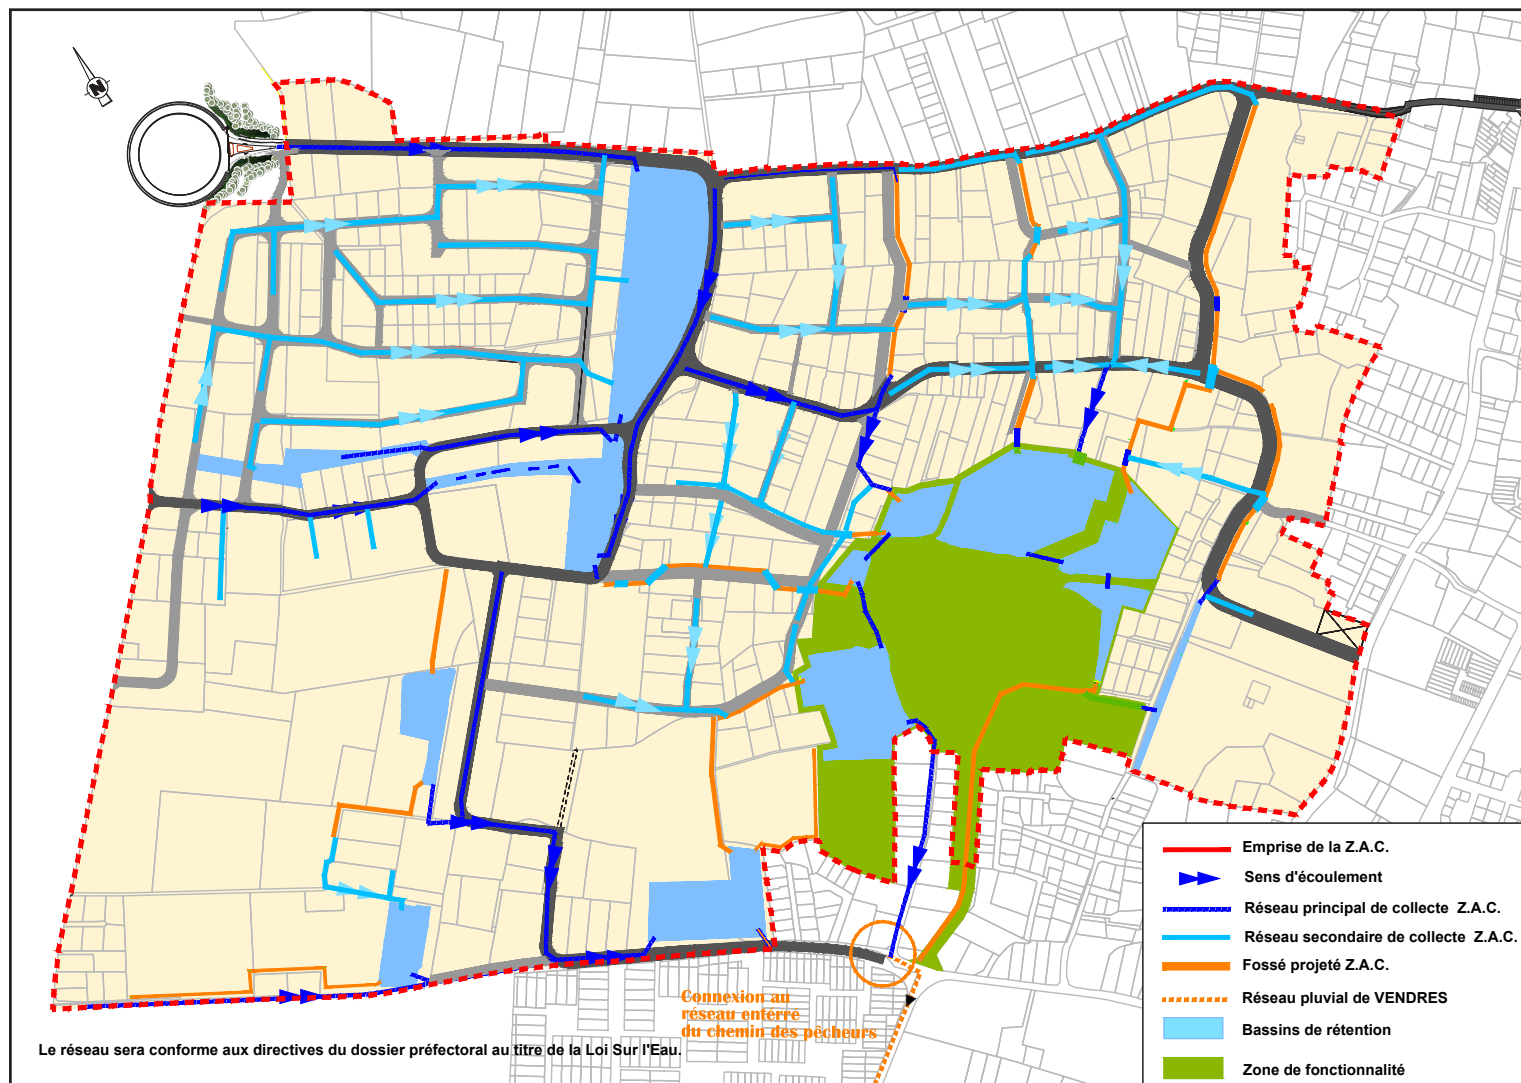 N
Emprise de la Z.A.C.
Sens d'écoulement
Réseau principal de collecte Z.A.C.
Réseau secondaire de collecte Z.A.C.
Fossé projeté Z.A.C.
Réseau pluvial de VENDRES
Bassins de rétention
Zone de fonctionnalité
Connexion au
réseau enterré
du chemin des pêcheurs
Le réseau sera conforme aux directives du dossier préfectoral au titre de la Loi Sur l'Eau.